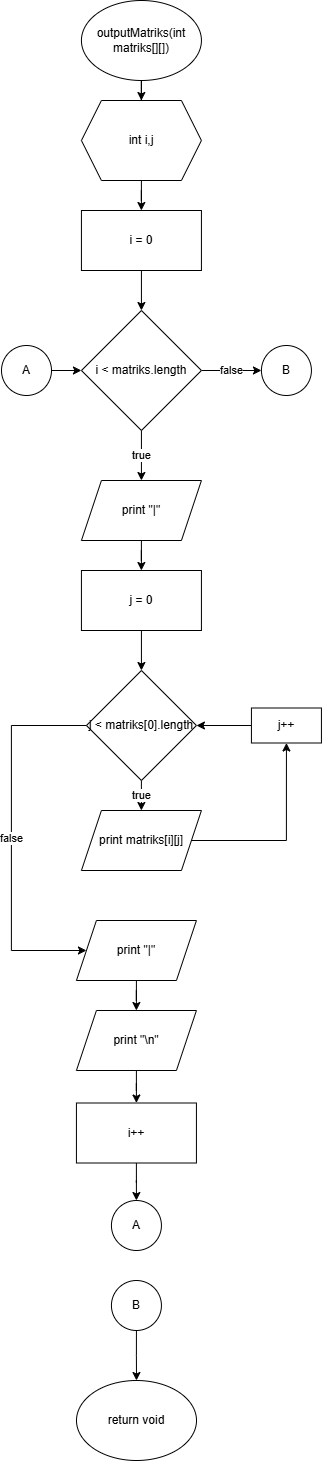 outputMatriks(int
matriks[][])
int i,j
i = 0
A
i < matriks.length
false
B
true
print "|"
j = 0
j < matriks[0].length
j++
true
print matriks[i][j]
false
print "|"
print "\n"
i++
A
B
return void